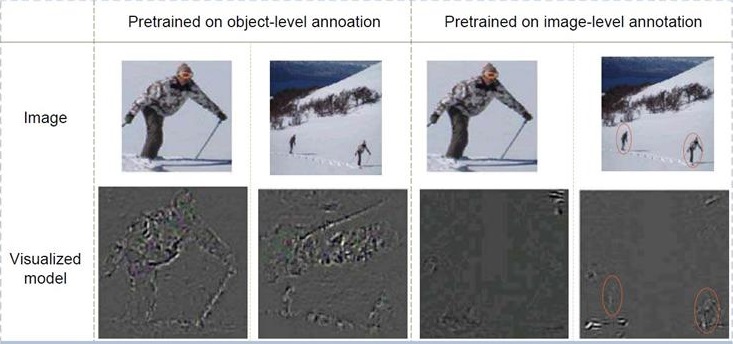 Pretrained on object-level annoation
Pretrained on image-level annotation
Image
Visualized
model